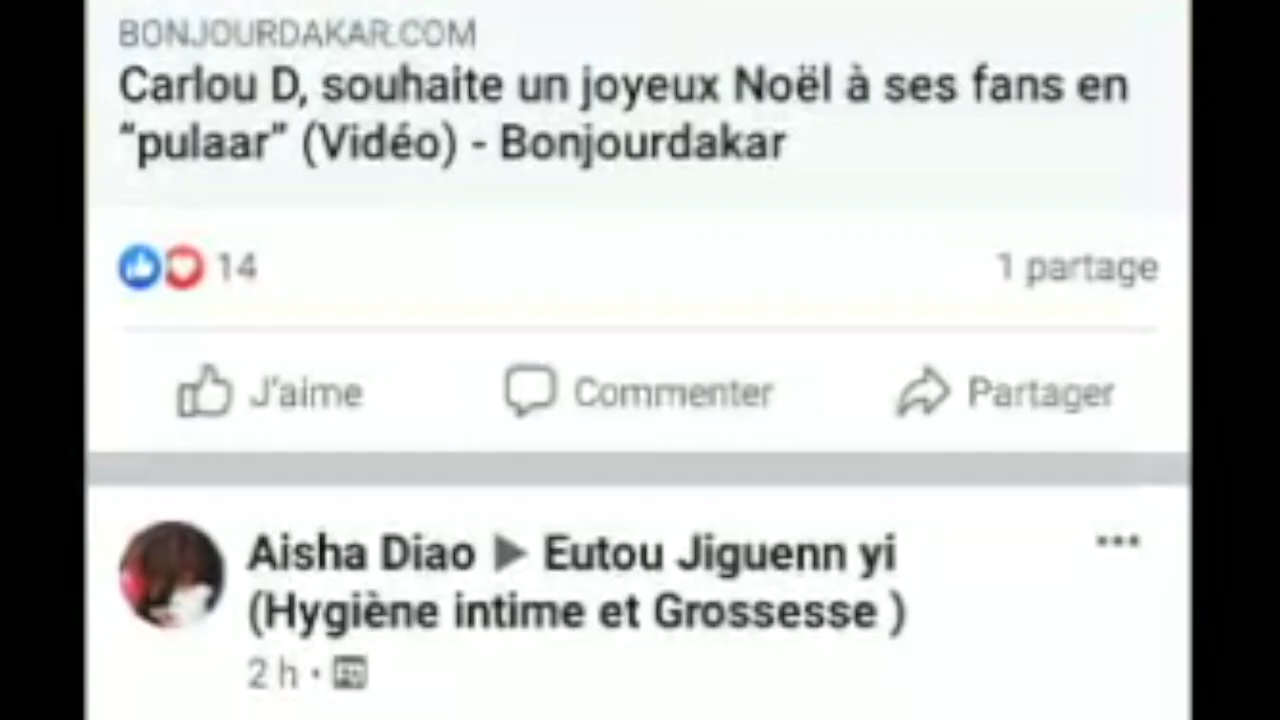 BONJOURDAKAR.COM
Carlou D, souhaite un joyeux Noël à ses fans en
“pulaar” (Vidéo) - Bonjourdakar
14
1 partage
J'aime
Commenter
Partager
Aisha Diao ▶ Eutou Jiguenn yi
(Hygiène intime et Grossesse )
2 h ·